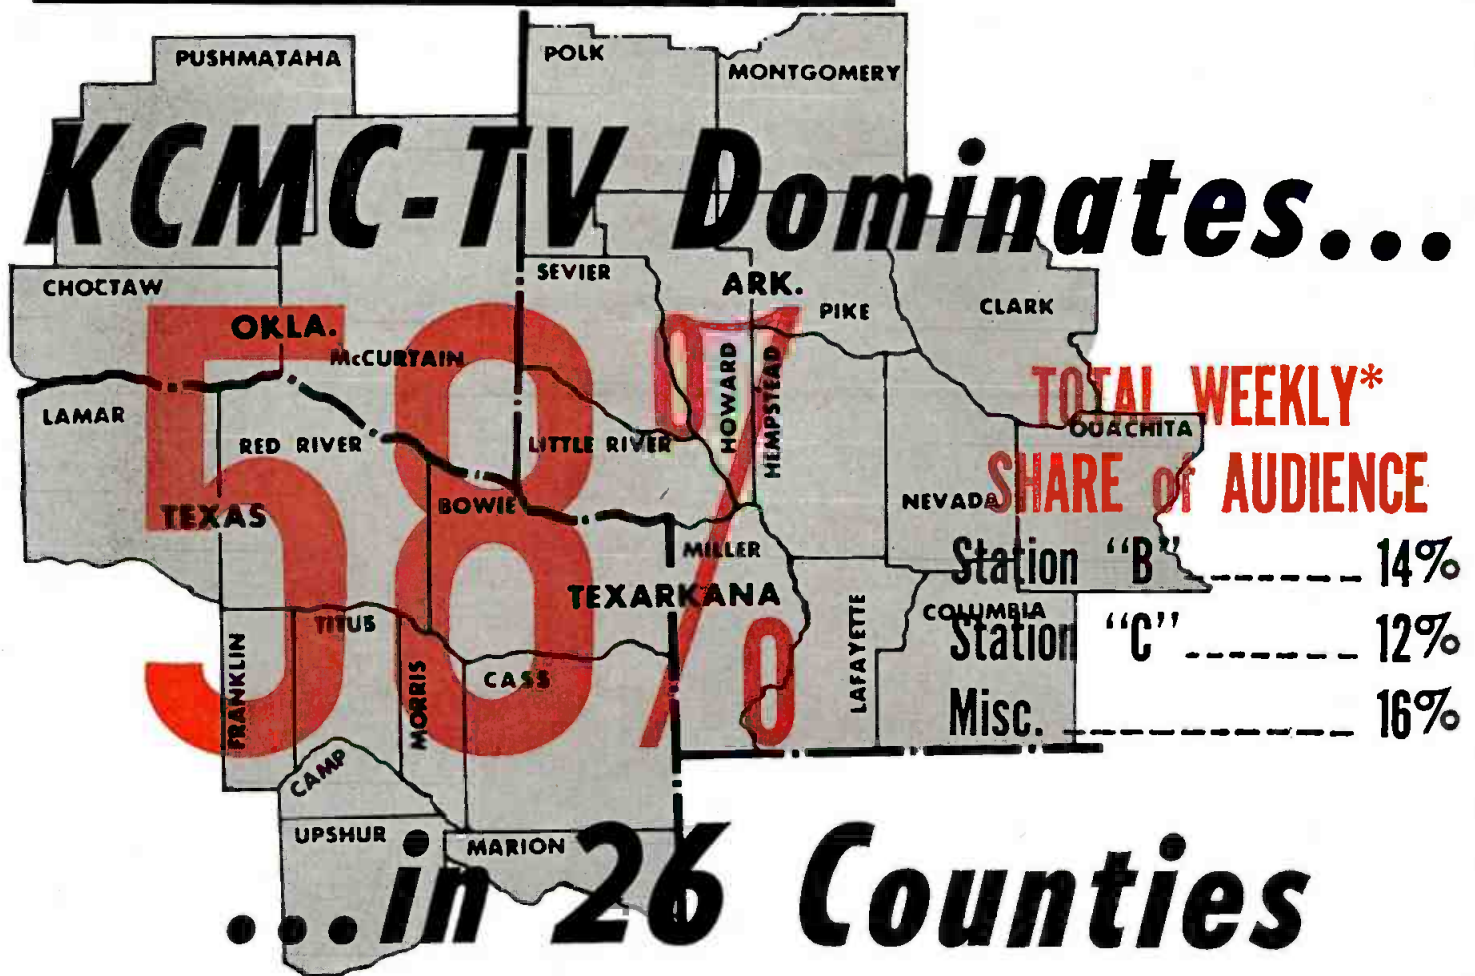 PUSHMATAHA
POLK
MONTGOMERY
KCMC-TV Dominates...
CHOCTAW
SEVIER
ARK.
PIKE
CLARK
OKLA.
McCURTAIN
58%
HOWARD
HEMPSTEAD
TOTAL WEEKLY*
LAMAR
RED RIVER
LITTLE RIVER
OUACHITA
SHARE of AUDIENCE
TEXAS
BOWIE
NEVADA
MILLER
Station "B" ------- 14%
TEXARKANA
LAFAYETTE
COLUMBIA
Station "C" -------- 12%
TITUS
FRANKLIN
MORRIS
CASS
Misc. ------------- 16%
CAMP
UPSHUR
MARION
...in 26 Counties